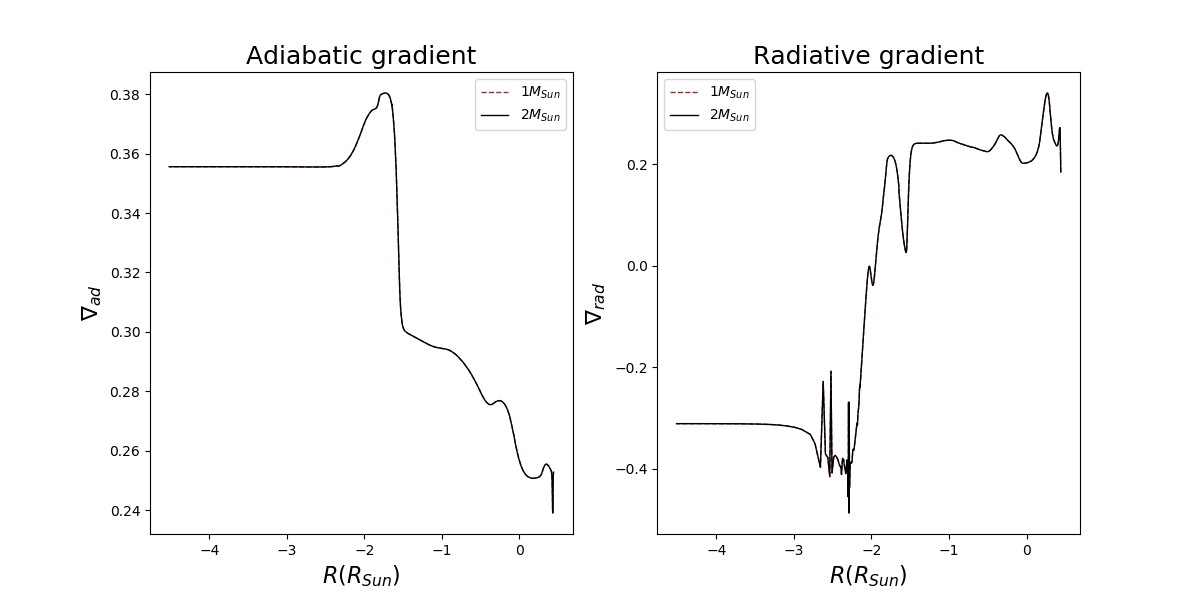 Adiabatic gradient
∇ad
0.38
0.36
0.34
0.32
0.30
0.28
0.26
0.24
−4 −3 −2 −1 0
R(RSun)
1MSun
2MSun
Radiative gradient
∇rad
0.2
0.0
−0.2
−0.4
−4 −3 −2 −1 0
R(RSun)
1MSun
2MSun